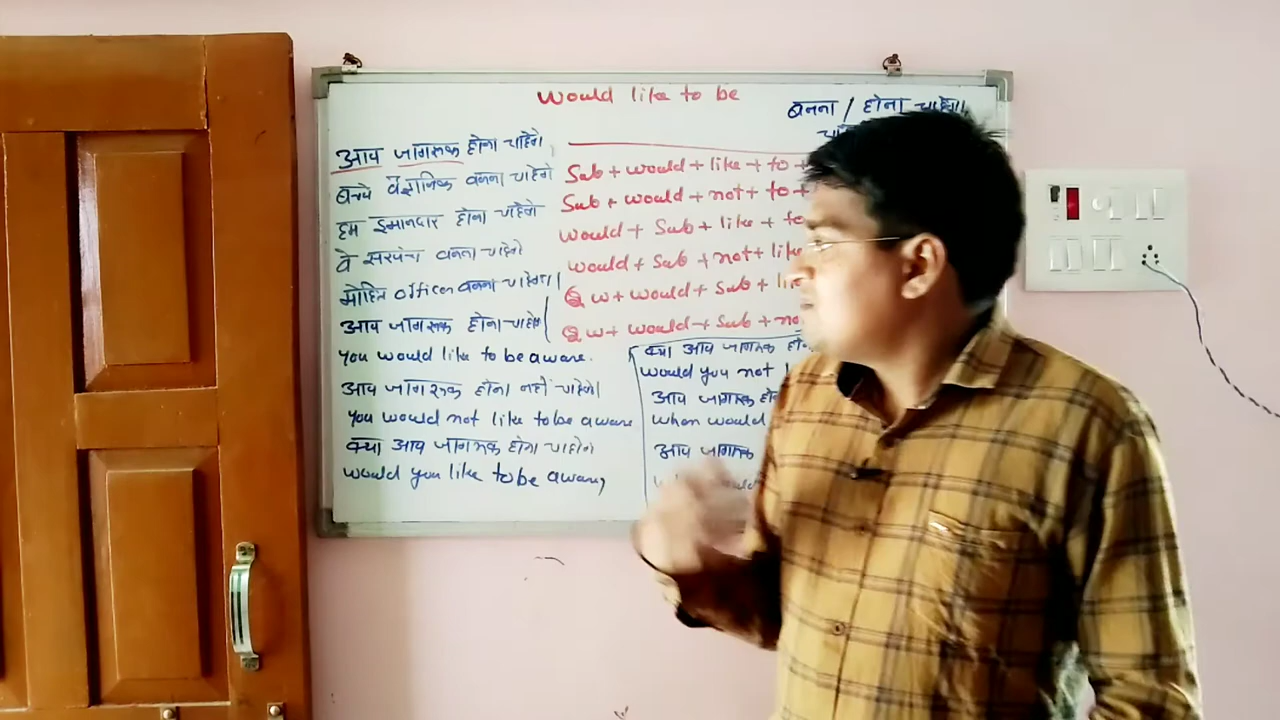 would like to be
बनना / होना चाहेगा
आप जागरूक होना चाहेंगे,
Sub + would + like + to +
बच्चे वैज्ञानिक बनना चाहेंगे
Sub + would + not + to +
हम इमानदार होना चाहेंगे
would + Sub + like + to
वे सरपंच बनना चाहेंगे
would + Sub + not + like
मोहित officer बनना चाहेगा।
Q w + would + Sub + like
आप जागरूक होना चाहोगे
Q w + would + Sub + no
You would like to be aware.
आप जागरूक होना नहीं चाहेंगे।
You would not like to be aware
क्या आप जागरूक होना चाहोगे
would you like to be aware,
क्या आप जागरूक हो
would you not
आप जागरूक हो
when would
आप जागरूक